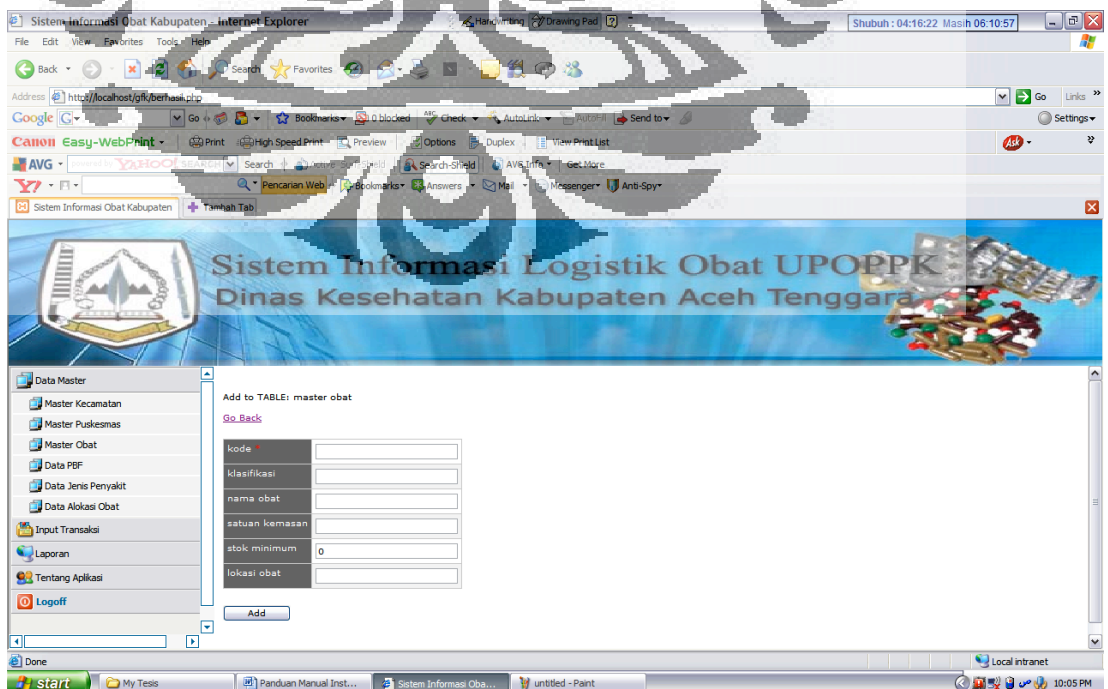 Sistem Informasi Obat Kabupaten - Internet Explorer
Handwriting Drawing Pad
Shubuh : 04:16:22 Masih 06:10:57
File Edit View Favorites Tools Help
Back Search Favorites
Address http://localhost/gfk/berhasil.php Go Links »
Google G Go Bookmarks 0 blocked ABC Check AutoLink AutoFill Send to Settings
Canon Easy-WebPrint Print High Speed Print Preview Options Duplex View Print List Ask »
AVG YAHOO! SEARCH Search Search-Shield AVG Info Get More
Y! Pencarian Web Bookmarks Answers Mail Messenger Anti-Spy
Sistem Informasi Obat Kabupaten Tambah Tab
Sistem Informasi Logistik Obat UPOPPK
Dinas Kesehatan Kabupaten Aceh Tenggara
Data Master
Master Kecamatan
Master Puskesmas
Master Obat
Data PBF
Data Jenis Penyakit
Data Alokasi Obat
Input Transaksi
Laporan
Tentang Aplikasi
Logoff
Add to TABLE: master obat
Go Back
kode *
klasifikasi
nama obat
satuan kemasan
stok minimum 0
lokasi obat
Add
Done Local intranet
start My Tesis Panduan Manual Inst... Sistem Informasi Oba... untitled - Paint 10:05 PM